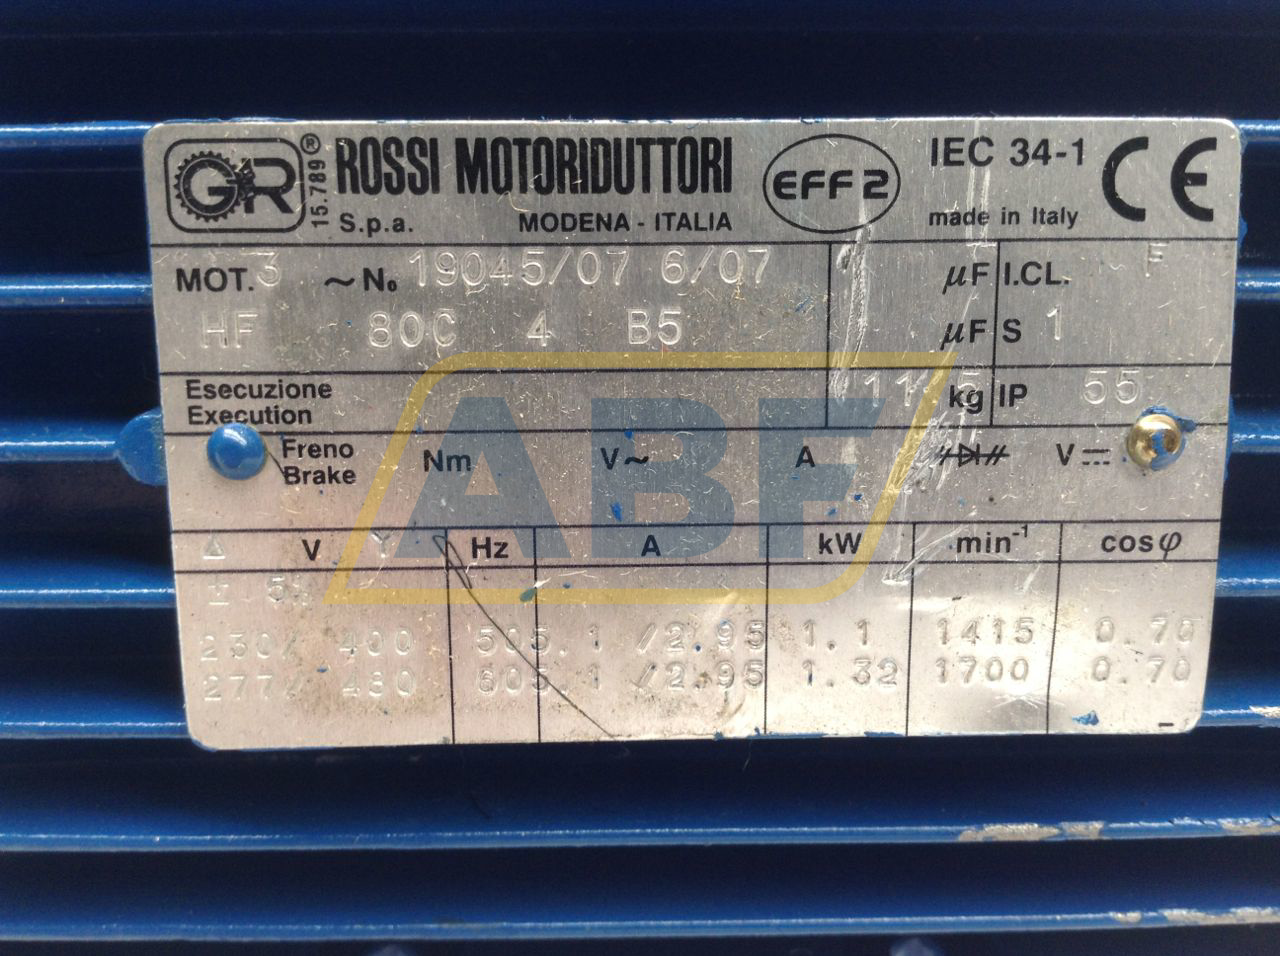 GR ® 15.789 ROSSI MOTORIDUTTORI EFF2 IEC 34-1 CE
S.p.a. MODENA - ITALIA made in Italy
MOT. 3 ~ N. 19045/07 6/07 µF I.CL. F
HF 80C 4 B5 µF S 1
Esecuzione
Execution 11 5 kg IP 55
Freno
Brake Nm V~ A V
ABF
Δ V Y Hz A kW min⁻¹ cosφ
± 5%
230/ 400 50 5.1 /2.95 1.1 1415 0.70
277/ 480 60 5.1 /2.95 1.32 1700 0.70